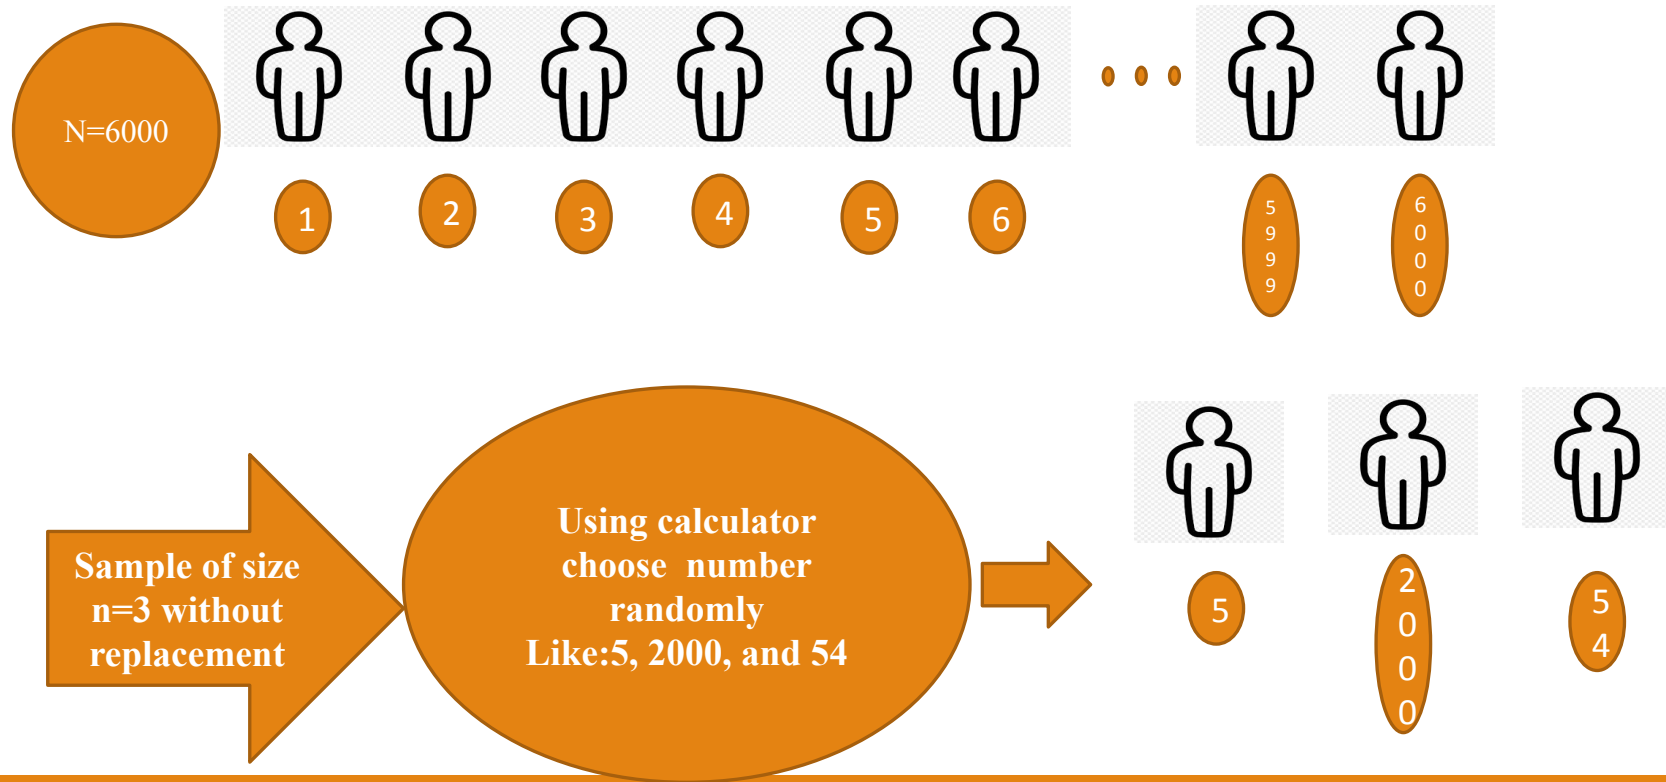 N=6000
1
2
3
4
5
6
5
9
9
9
6
0
0
0
Sample of size
n=3 without
replacement
Using calculator
choose  number
randomly
Like:5, 2000, and 54
5
2
0
0
0
5
4